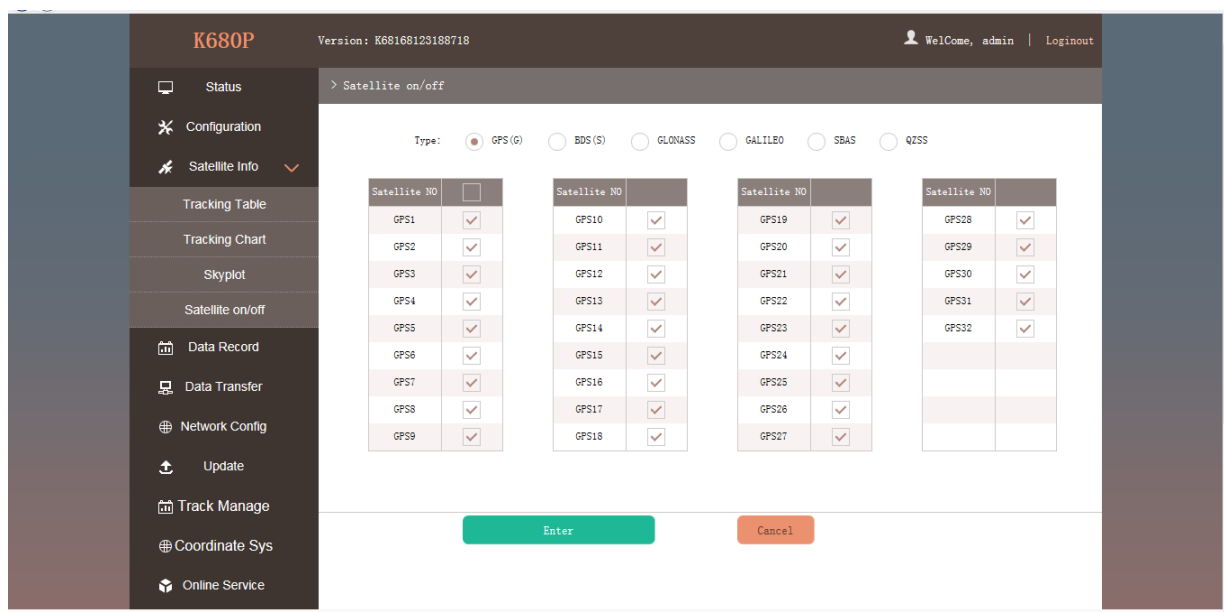 K680P
Version: K68168123188718
WelCome, admin | Loginout
Status
Configuration
Satellite Info
Tracking Table
Tracking Chart
Skyplot
Satellite on/off
Data Record
Data Transfer
Network Config
Update
Track Manage
Coordinate Sys
Online Service
> Satellite on/off
Type: GPS(G) BDS(S) GLONASS GALILEO SBAS QZSS
Satellite NO Satellite NO Satellite NO Satellite NO
GPS1 GPS10 GPS19 GPS28
GPS2 GPS11 GPS20 GPS29
GPS3 GPS12 GPS21 GPS30
GPS4 GPS13 GPS22 GPS31
GPS5 GPS14 GPS23 GPS32
GPS6 GPS15 GPS24
GPS7 GPS16 GPS25
GPS8 GPS17 GPS26
GPS9 GPS18 GPS27
Enter Cancel